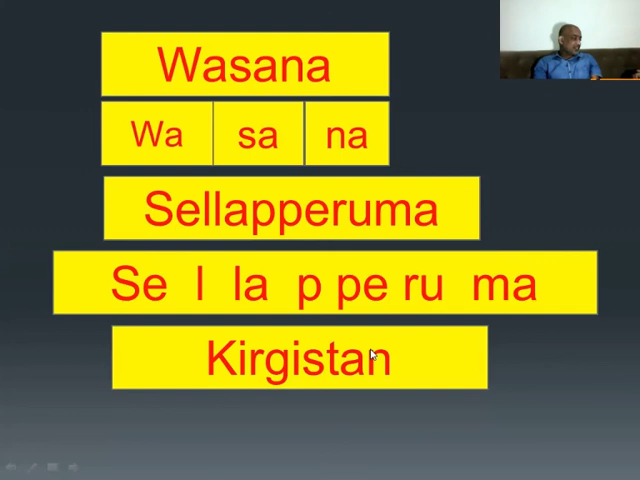 Wasana
Wa sa na
Sellapperuma
Se l la p pe ru ma
Kirgistan